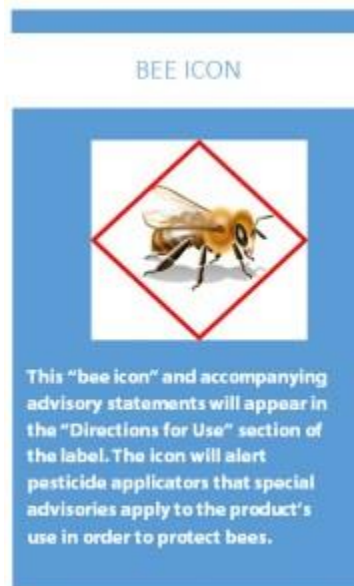 BEE ICON
This “bee icon” and accompanying
advisory statements will appear in
the “Directions for Use” section of
the label. The icon will alert
pesticide applicators that special
advisories apply to the product’s
use in order to protect bees.